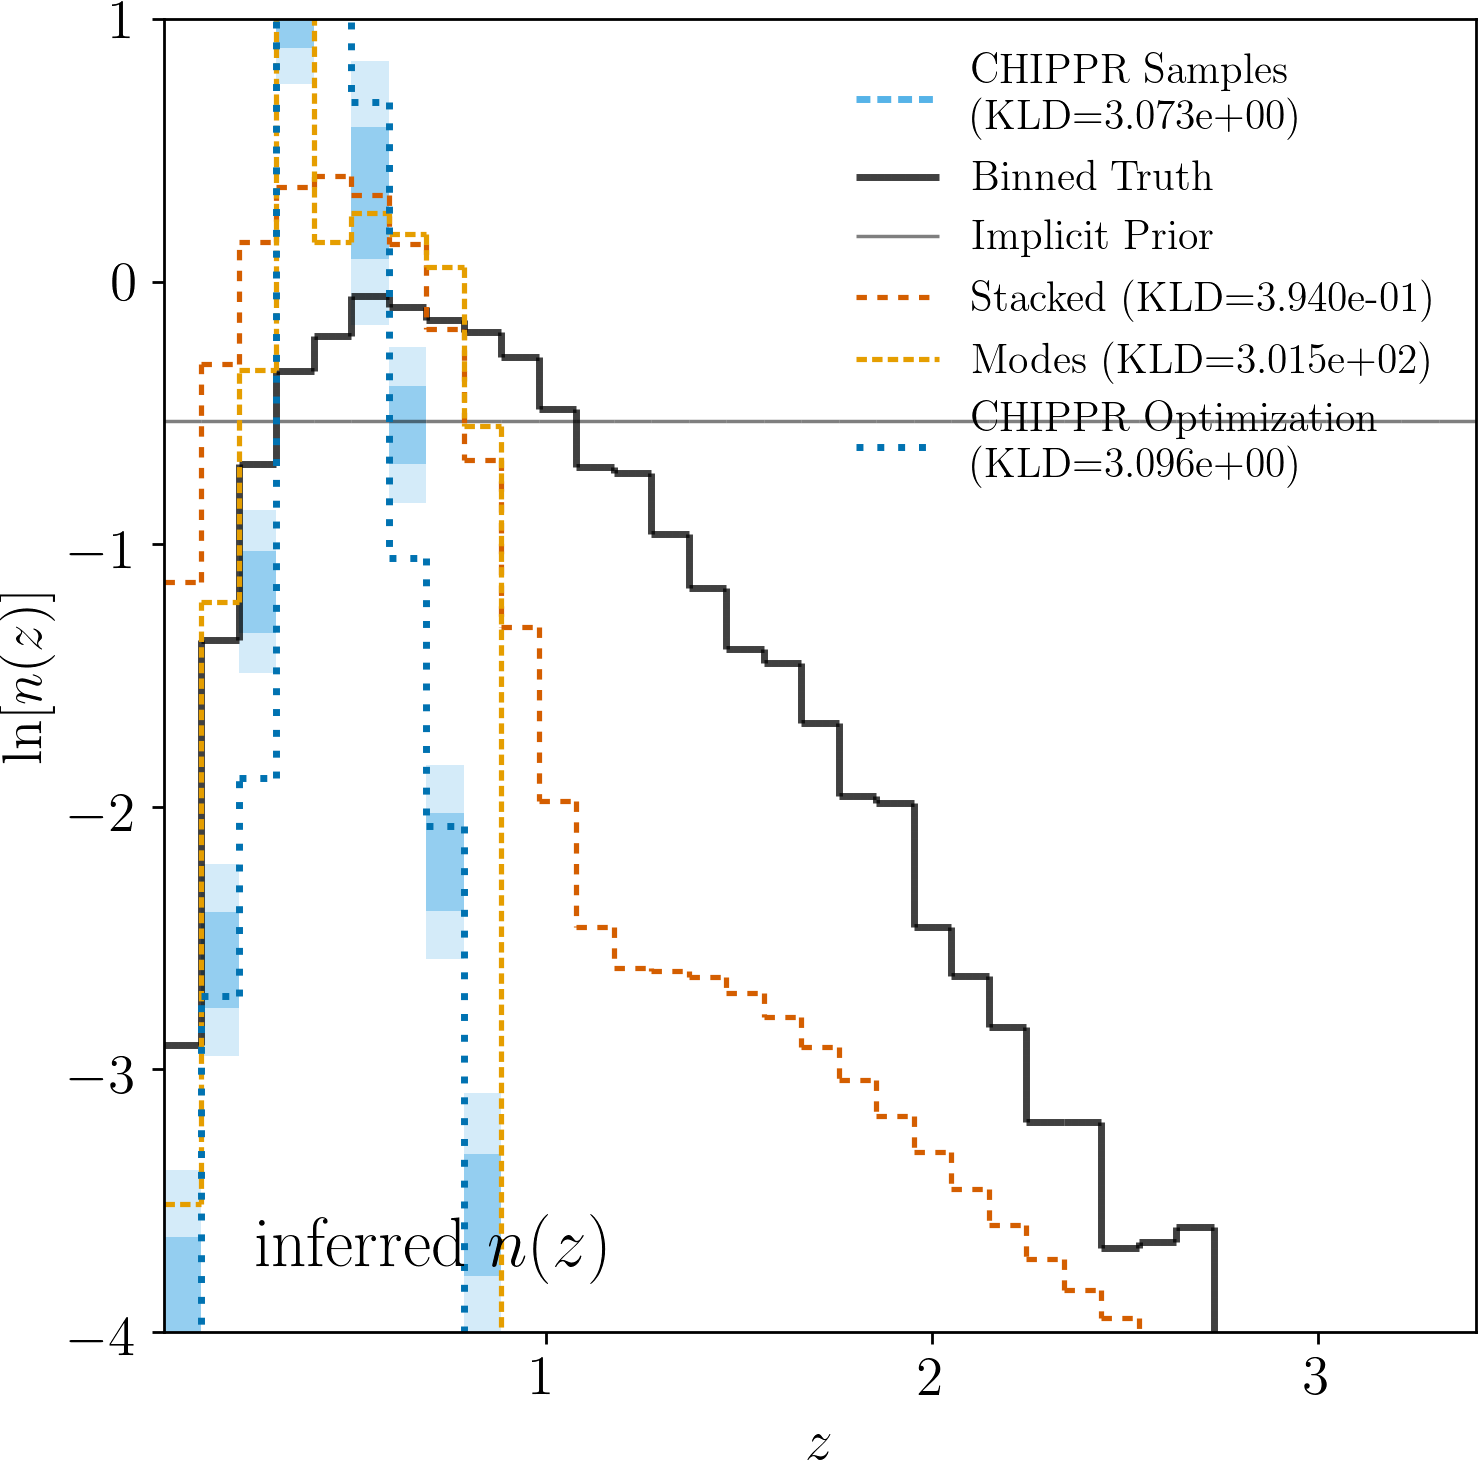 1
0
−1
−2
−3
−4
ln[n(z)]
CHIPPR Samples
(KLD=3.073e+00)
Binned Truth
Implicit Prior
Stacked (KLD=3.940e-01)
Modes (KLD=3.015e+02)
CHIPPR Optimization
(KLD=3.096e+00)
inferred n(z)
1
2
3
z